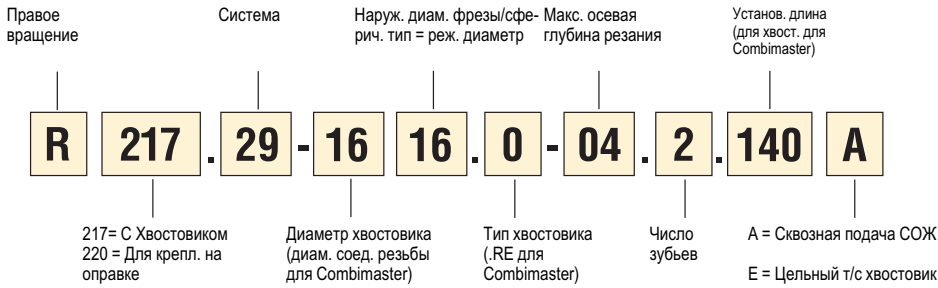 Правое
вращение
Система
Наруж. диам. фрезы/сфе-
рич. тип = реж. диаметр
Макс. осевая
глубина резания
Установ. длина
(для хвост. для
Combimaster)
R 217 . 29 - 16 16 . 0 - 04 . 2 . 140 A
217= С Хвостовиком
220 = Для крепл. на
оправке
Диаметр хвостовика
(диам. соед. резьбы
для Combimaster)
Тип хвостовика
(.RE для
Combimaster)
Число
зубьев
A = Сквозная подача СОЖ
E = Цельный т/с хвостовик